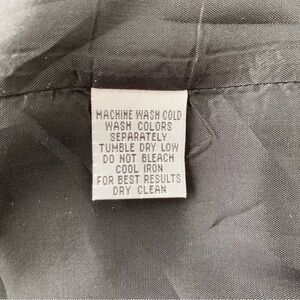 MACHINE WASH COLD
WASH COLORS
SEPARATELY
TUMBLE DRY LOW
DO NOT BLEACH
COOL IRON
FOR BEST RESULTS
DRY CLEAN